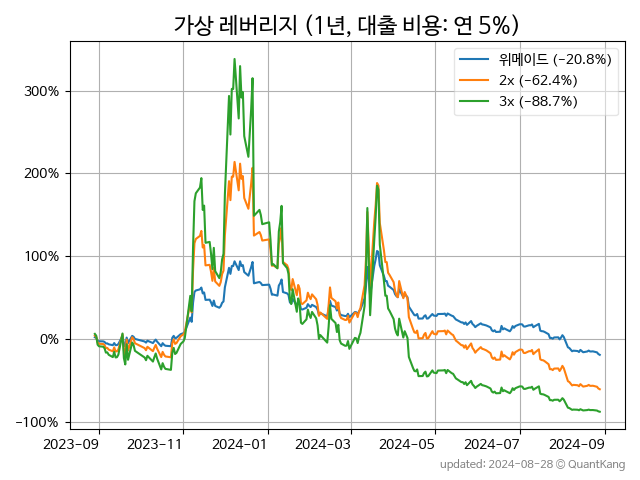 가상 레버리지 (1년, 대출 비용: 연 5%)
위메이드 (-20.8%)
2x (-62.4%)
3x (-88.7%)
300%
200%
100%
0%
-100%
2023-09 2023-11 2024-01 2024-03 2024-05 2024-07 2024-09
updated: 2024-08-28 © QuantKang